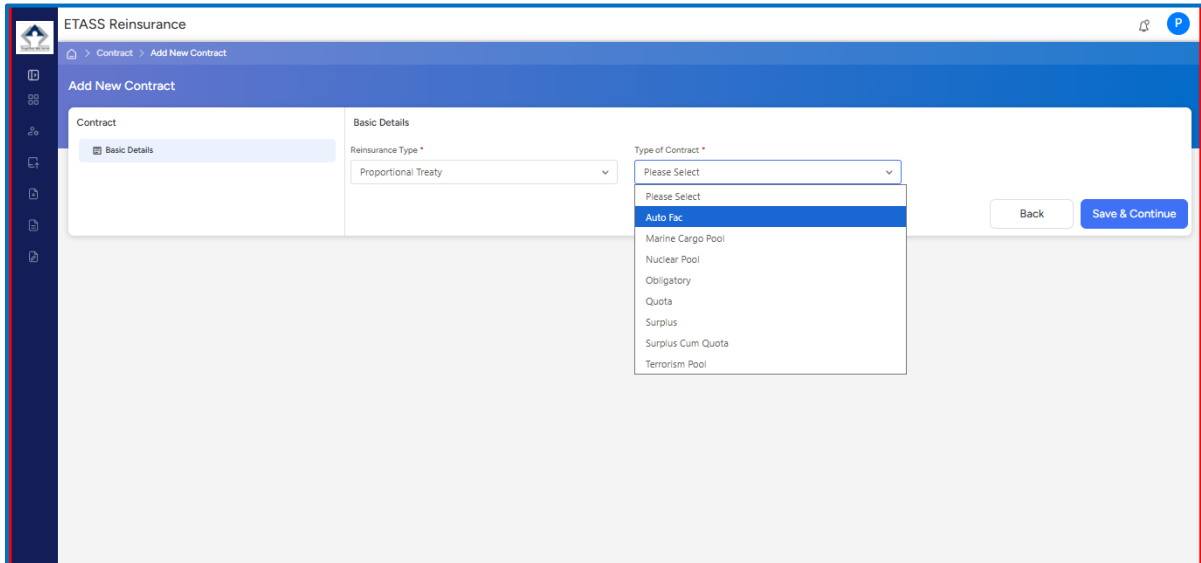 ETASS Reinsurance
P
> Contract > Add New Contract
Add New Contract
Contract
Basic Details
Basic Details
Reinsurance Type *
Type of Contract *
Proportional Treaty
Please Select
Please Select
Auto Fac
Marine Cargo Pool
Nuclear Pool
Obligatory
Quota
Surplus
Surplus Cum Quota
Terrorism Pool
Back
Save & Continue